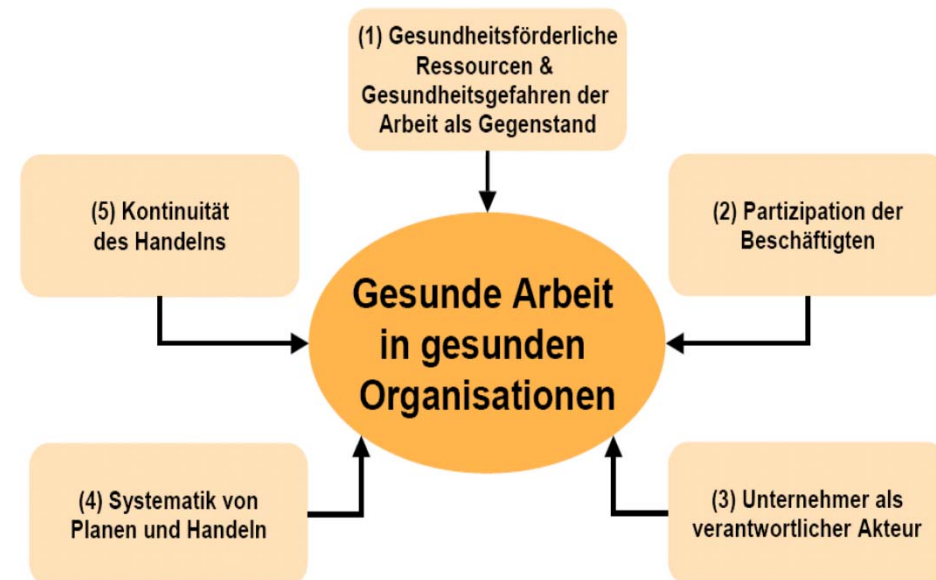 (1) Gesundheitsförderliche
Ressourcen &
Gesundheitsgefahren der
Arbeit als Gegenstand
(2) Partizipation der
Beschäftigten
(3) Unternehmer als
verantwortlicher Akteur
(4) Systematik von
Planen und Handeln
(5) Kontinuität
des Handelns
Gesunde Arbeit
in gesunden
Organisationen